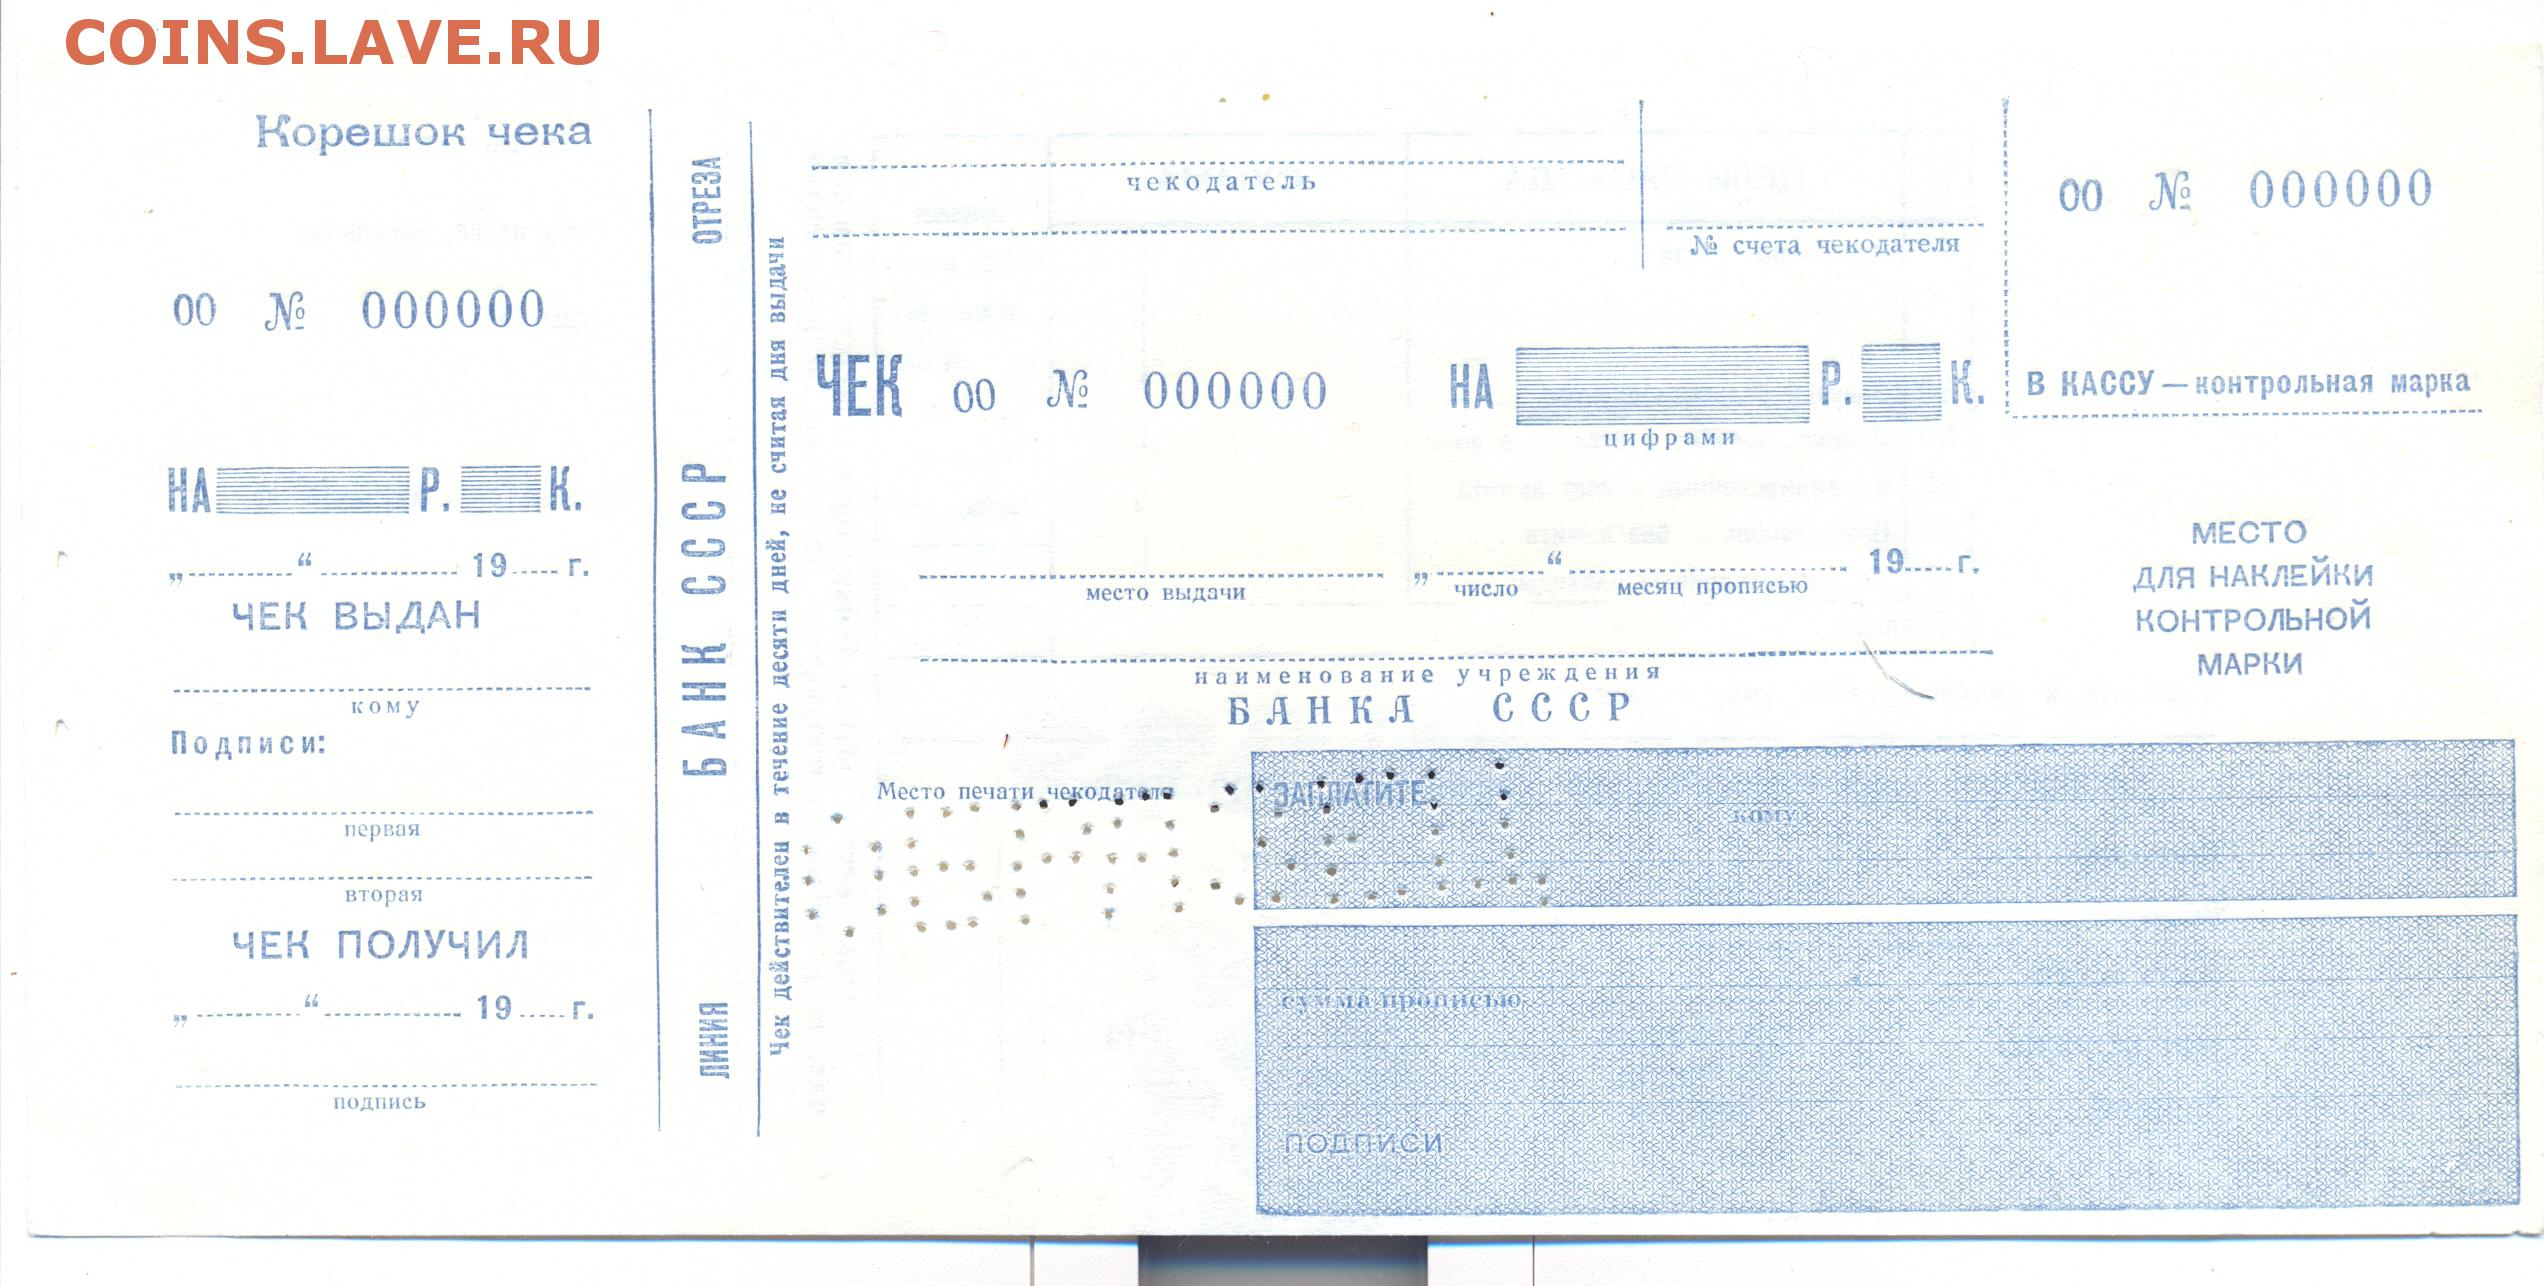 COINS.LAVE.RU
Корешок чека
00 № 000000
НА Р. К.
„ “ 19 г.
ЧЕК ВЫДАН
кому
Подписи:
первая
вторая
ЧЕК ПОЛУЧИЛ
„ “ 19 г.
подпись
ЛИНИЯ БАНК СССР ОТРЕЗА
Чек действителен в течение десяти дней, не считая дня выдачи
чекодатель
№ счета чекодателя
00 № 000000
В КАССУ — контрольная марка
ЧЕК 00 № 000000 НА Р. К.
цифрами
„ “ 19 г.
место выдачи число месяц прописью
МЕСТО
ДЛЯ НАКЛЕЙКИ
КОНТРОЛЬНОЙ
МАРКИ
наименование учреждения
БАНКА СССР
Место печати чекодателя
ЗАПЛАТИТЕ
кому
сумма прописью
ПОДПИСИ